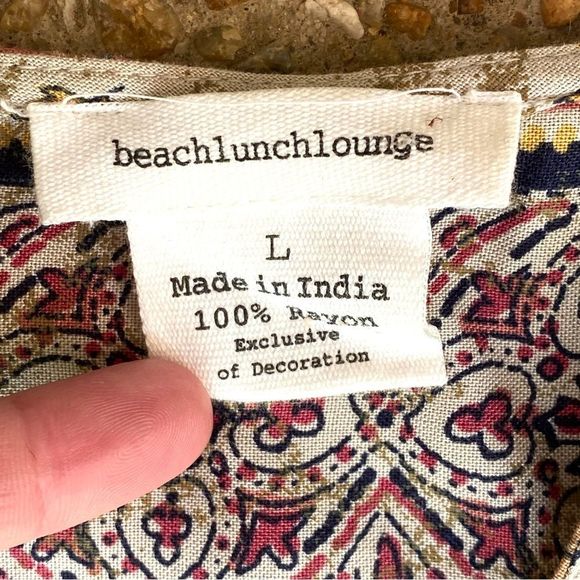 beachlunchlounge
L
Made in India
100% Rayon
Exclusive
of Decoration